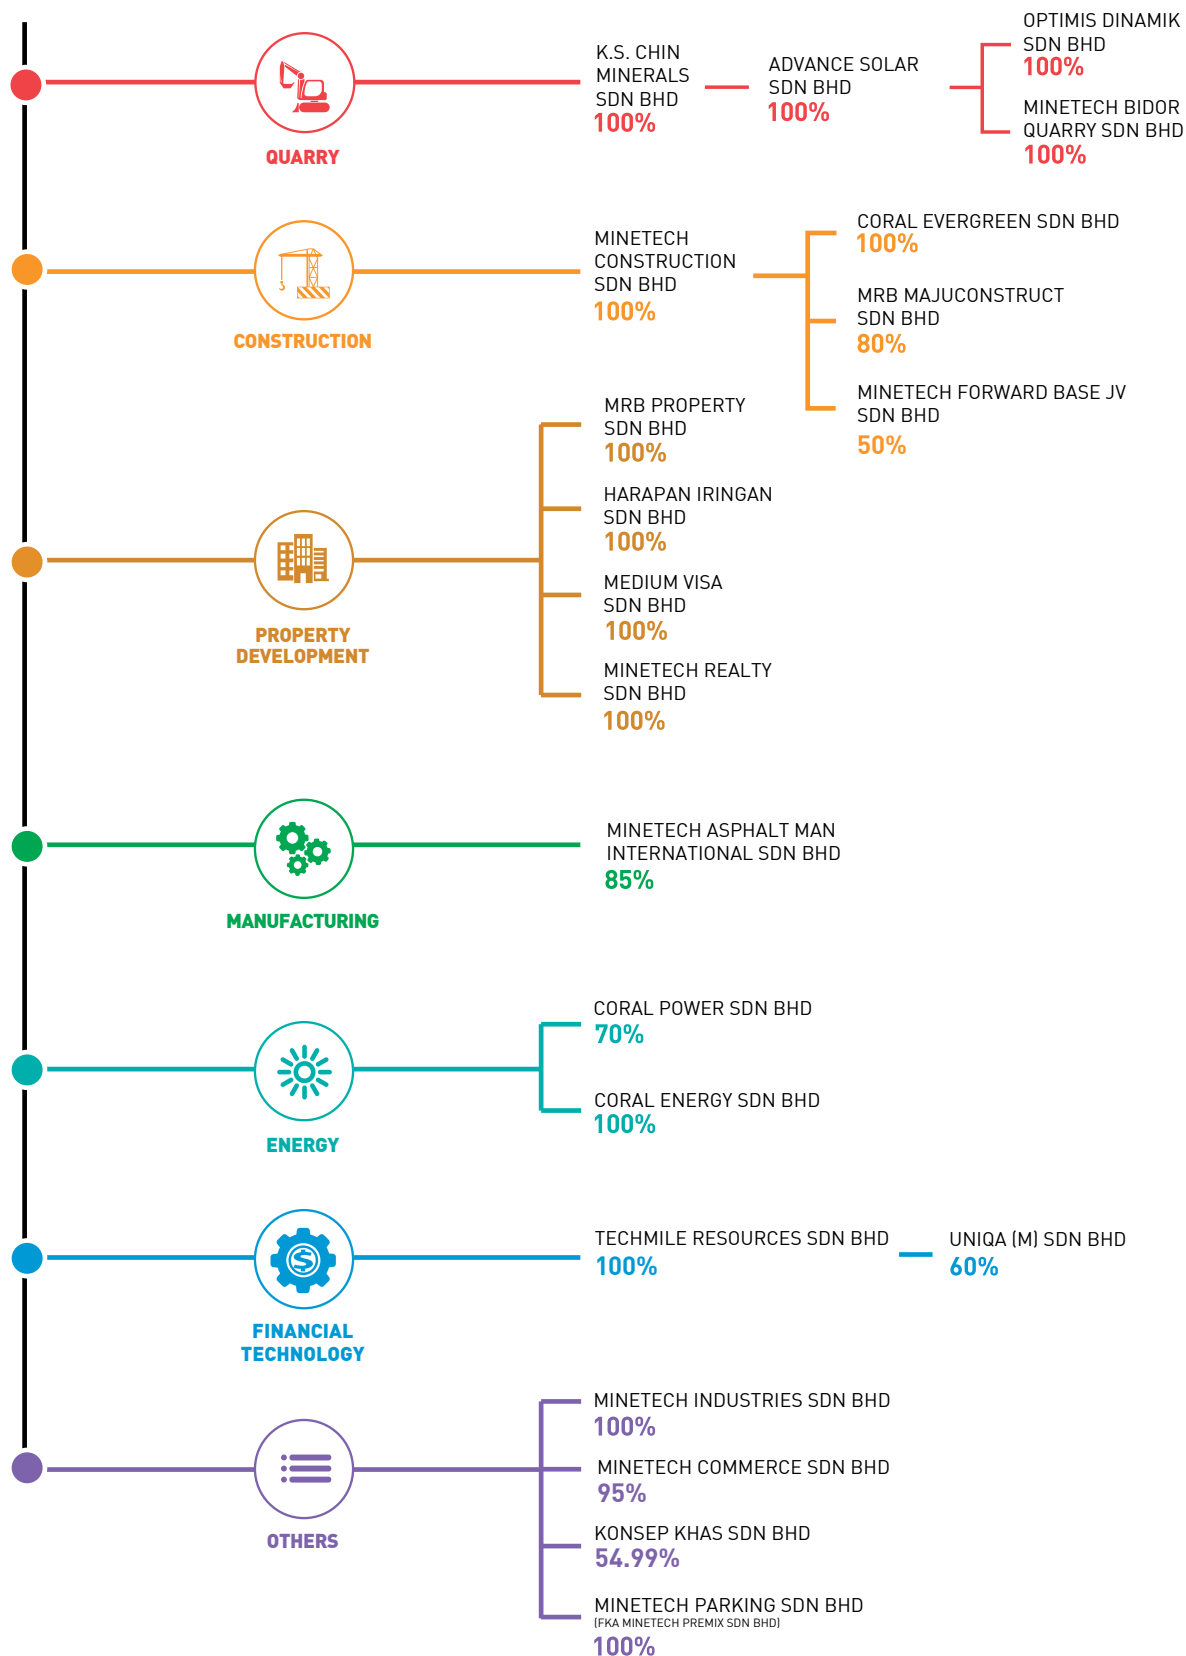 QUARRY
K.S. CHIN
MINERALS
SDN BHD
100%
ADVANCE SOLAR
SDN BHD
100%
OPTIMIS DINAMIK
SDN BHD
100%
MINETECH BIDOR
QUARRY SDN BHD
100%
CONSTRUCTION
MINETECH
CONSTRUCTION
SDN BHD
100%
CORAL EVERGREEN SDN BHD
100%
MRB MAJUCONSTRUCT
SDN BHD
80%
MINETECH FORWARD BASE JV
SDN BHD
50%
PROPERTY
DEVELOPMENT
MRB PROPERTY
SDN BHD
100%
HARAPAN IRINGAN
SDN BHD
100%
MEDIUM VISA
SDN BHD
100%
MINETECH REALTY
SDN BHD
100%
MANUFACTURING
MINETECH ASPHALT MAN
INTERNATIONAL SDN BHD
85%
ENERGY
CORAL POWER SDN BHD
70%
CORAL ENERGY SDN BHD
100%
$
FINANCIAL
TECHNOLOGY
TECHMILE RESOURCES SDN BHD
100%
UNIQA (M) SDN BHD
60%
OTHERS
MINETECH INDUSTRIES SDN BHD
100%
MINETECH COMMERCE SDN BHD
95%
KONSEP KHAS SDN BHD
54.99%
MINETECH PARKING SDN BHD
(FKA MINETECH PREMIX SDN BHD)
100%